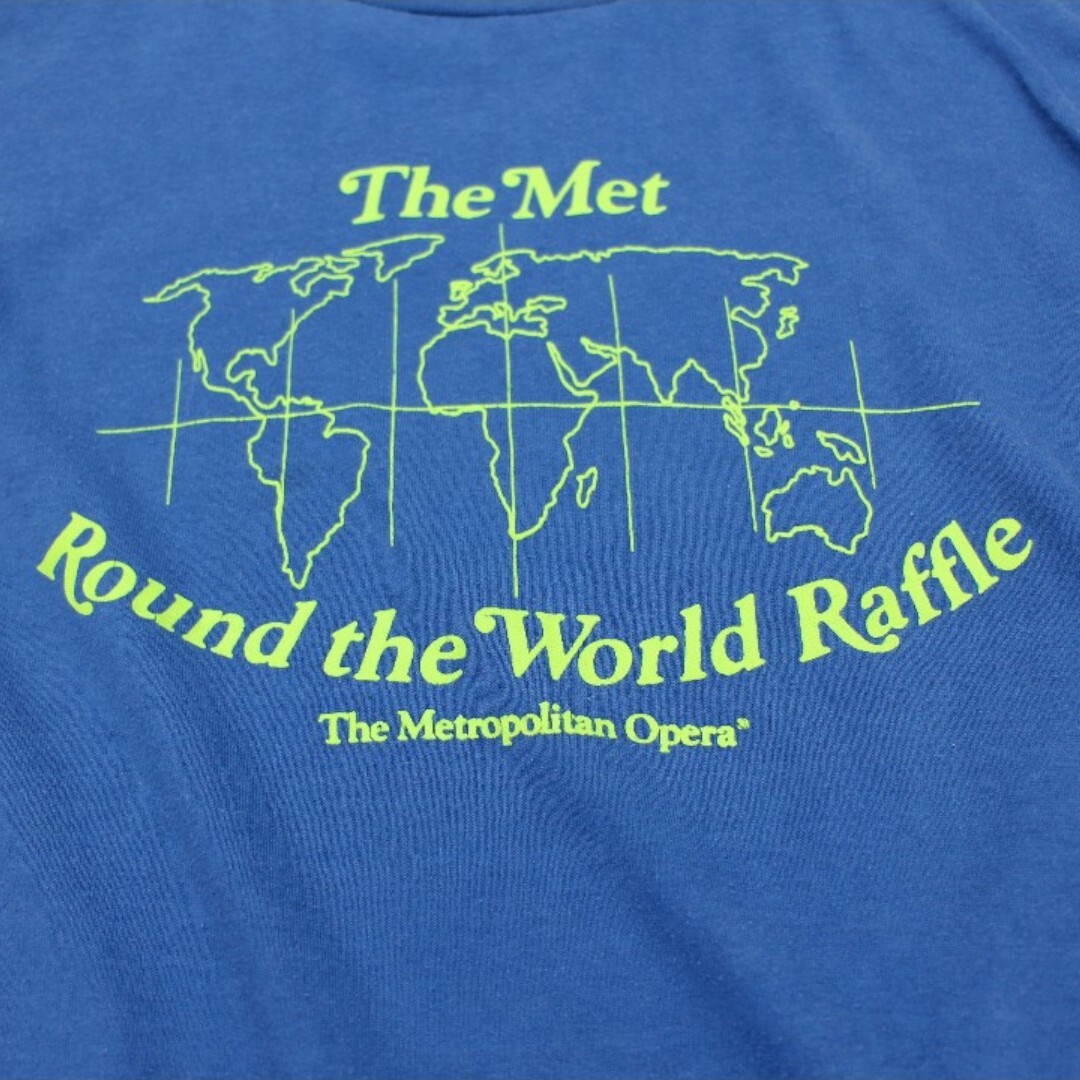 The Met
Round the World Raffle
The Metropolitan Opera®